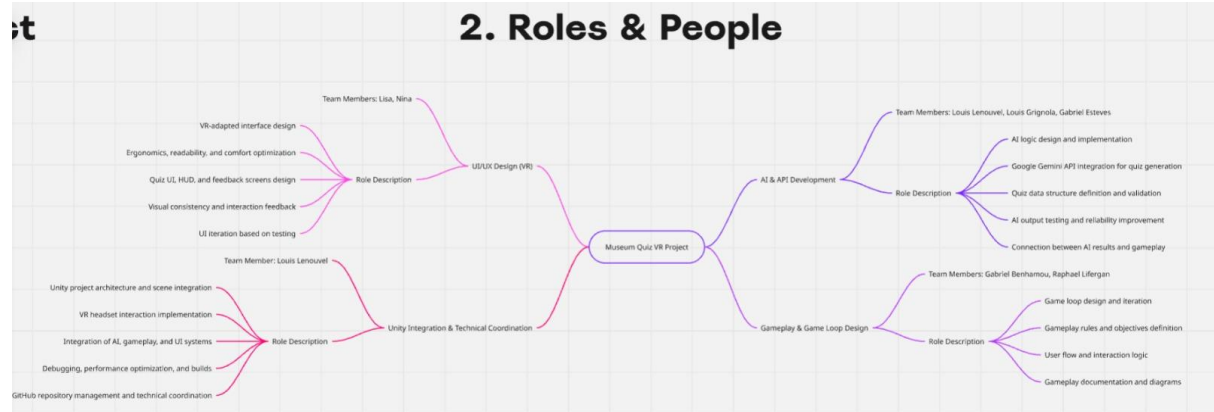 ct
2. Roles & People
Team Members: Lisa, Nina
VR-adapted interface design
Ergonomics, readability, and comfort optimization
Quiz UI, HUD, and feedback screens design
Visual consistency and interaction feedback
UI iteration based on testing
Role Description
UI/UX Design (VR)
Team Member: Louis Lenouvel
Unity project architecture and scene integration
VR headset interaction implementation
Integration of AI, gameplay, and UI systems
Debugging, performance optimization, and builds
GitHub repository management and technical coordination
Role Description
Unity Integration & Technical Coordination
Museum Quiz VR Project
AI & API Development
Team Members: Louis Lenouvel, Louis Grignola, Gabriel Esteves
Role Description
AI logic design and implementation
Google Gemini API integration for quiz generation
Quiz data structure definition and validation
AI output testing and reliability improvement
Connection between AI results and gameplay
Gameplay & Game Loop Design
Team Members: Gabriel Benhamou, Raphael Lifergan
Role Description
Game loop design and iteration
Gameplay rules and objectives definition
User flow and interaction logic
Gameplay documentation and diagrams